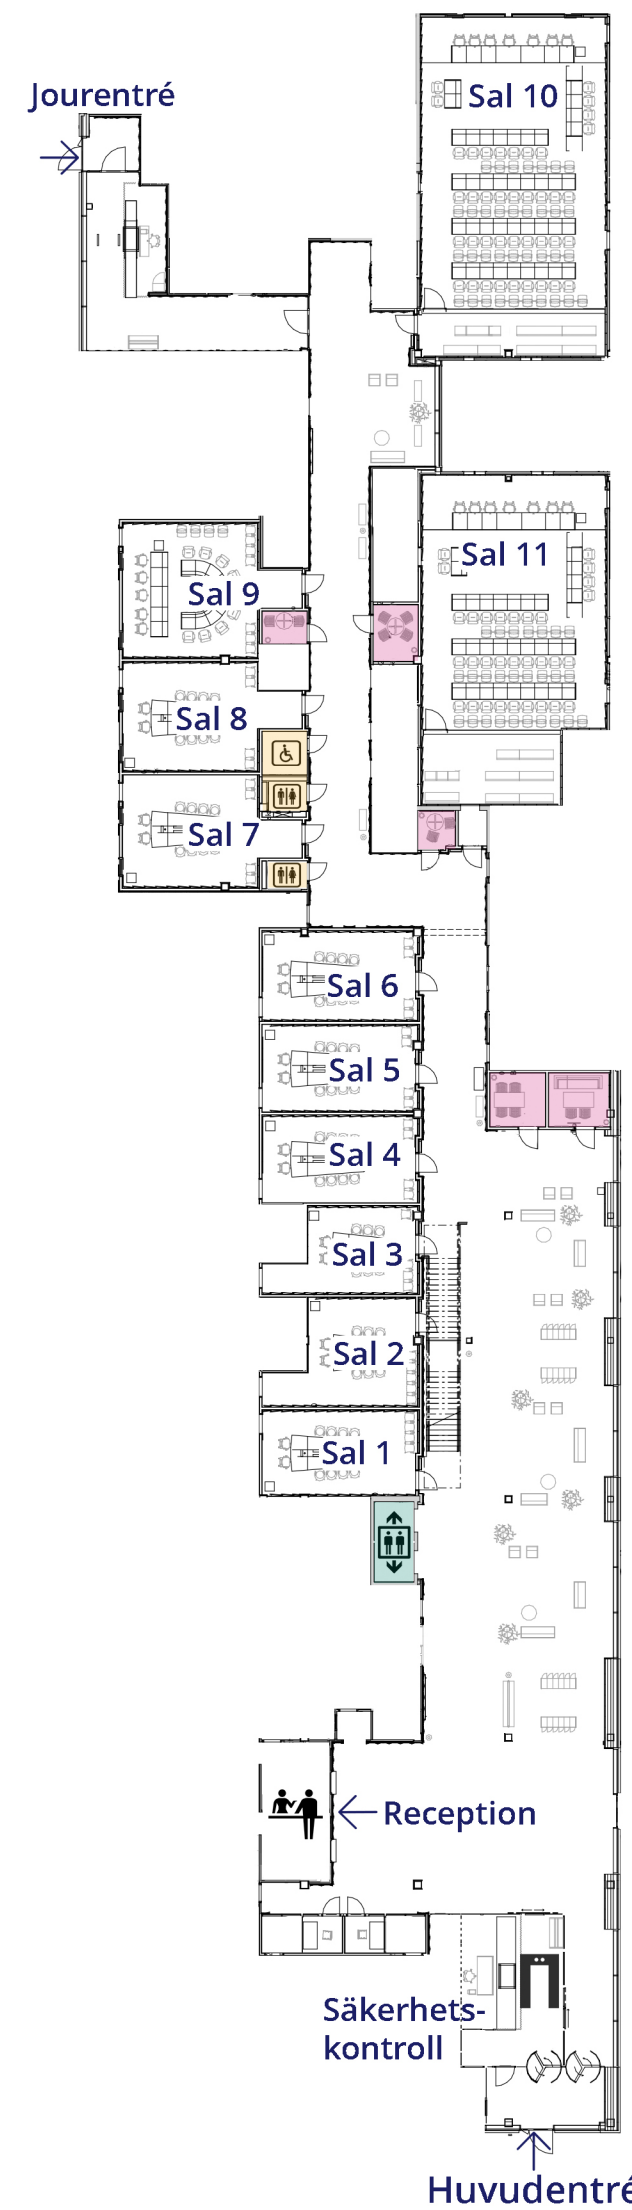 Jourentré
Sal 10
Sal 11
Sal 9
Sal 8
Sal 7
Sal 6
Sal 5
Sal 4
Sal 3
Sal 2
Sal 1
Reception
Säkerhets-
kontroll
Huvudentré